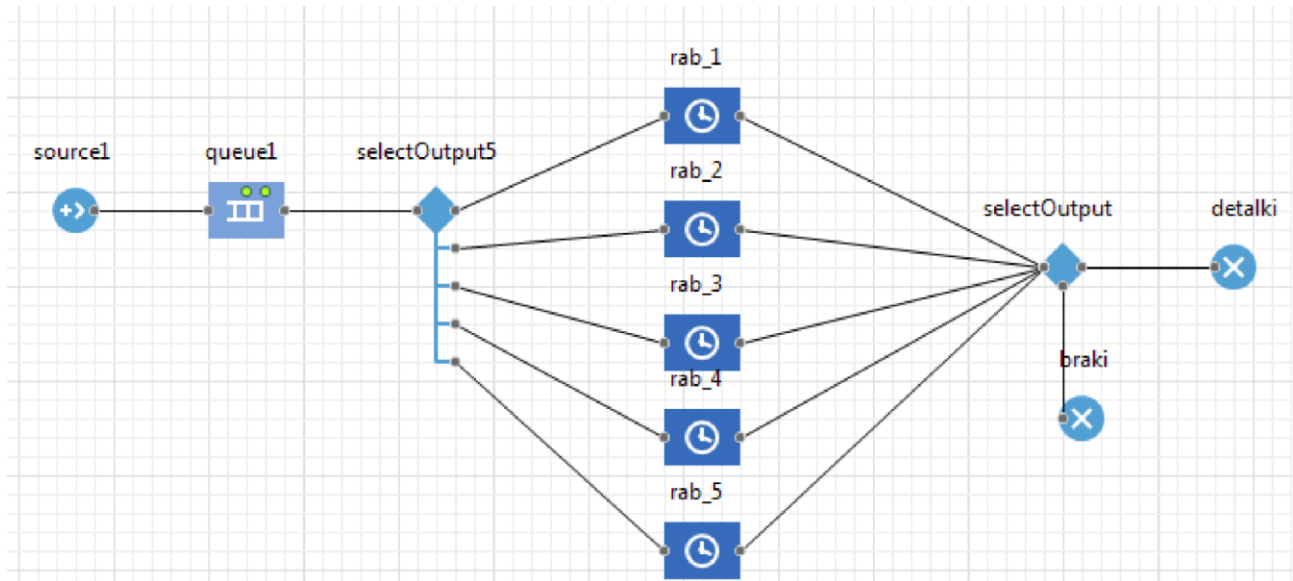 rab_1
source1
queue1
selectOutput5
rab_2
selectOutput
detalki
rab_3
braki
rab_4
rab_5